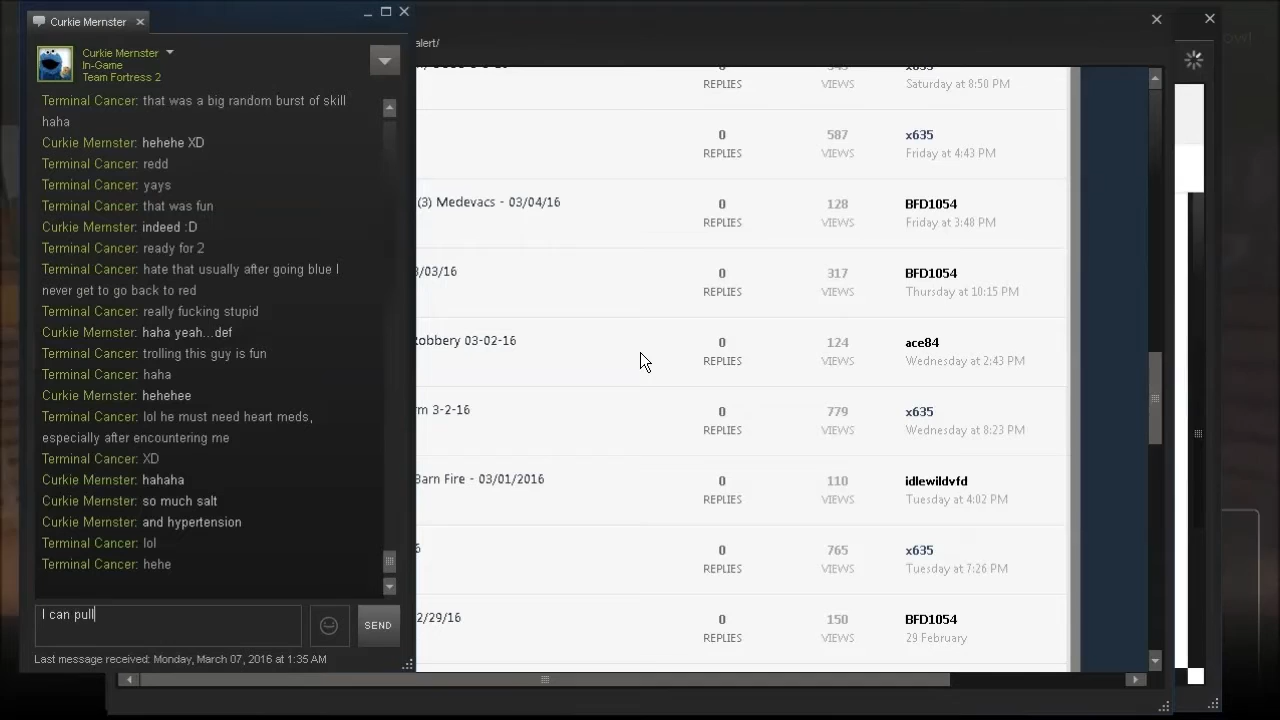 Curkie Mernster
Curkie Mernster
In-Game
Team Fortress 2
Terminal Cancer: that was a big random burst of skill
haha
Curkie Mernster: hehehe XD
Terminal Cancer: redd
Terminal Cancer: yays
Terminal Cancer: that was fun
Curkie Mernster: indeed :D
Terminal Cancer: ready for 2
Terminal Cancer: hate that usually after going blue I
never get to go back to red
Terminal Cancer: really fucking stupid
Curkie Mernster: haha yeah...def
Terminal Cancer: trolling this guy is fun
Terminal Cancer: haha
Curkie Mernster: hehehee
Terminal Cancer: lol he must need heart meds,
especially after encountering me
Terminal Cancer: XD
Curkie Mernster: hahaha
Curkie Mernster: so much salt
Curkie Mernster: and hypertension
Terminal Cancer: lol
Terminal Cancer: hehe
I can pull
SEND
Last message received: Monday, March 07, 2016 at 1:35 AM
alert/
REPLIES VIEWS Saturday at 8:50 PM
0 587 x635
REPLIES VIEWS Friday at 4:43 PM
(3) Medevacs - 03/04/16 0 128 BFD1054
REPLIES VIEWS Friday at 3:48 PM
3/03/16 0 317 BFD1054
REPLIES VIEWS Thursday at 10:15 PM
Robbery 03-02-16 0 124 ace84
REPLIES VIEWS Wednesday at 2:43 PM
rm 3-2-16 0 779 x635
REPLIES VIEWS Wednesday at 8:23 PM
Barn Fire - 03/01/2016 0 110 idlewildvfd
REPLIES VIEWS Tuesday at 4:02 PM
6 0 765 x635
REPLIES VIEWS Tuesday at 7:26 PM
2/29/16 0 150 BFD1054
REPLIES VIEWS 29 February